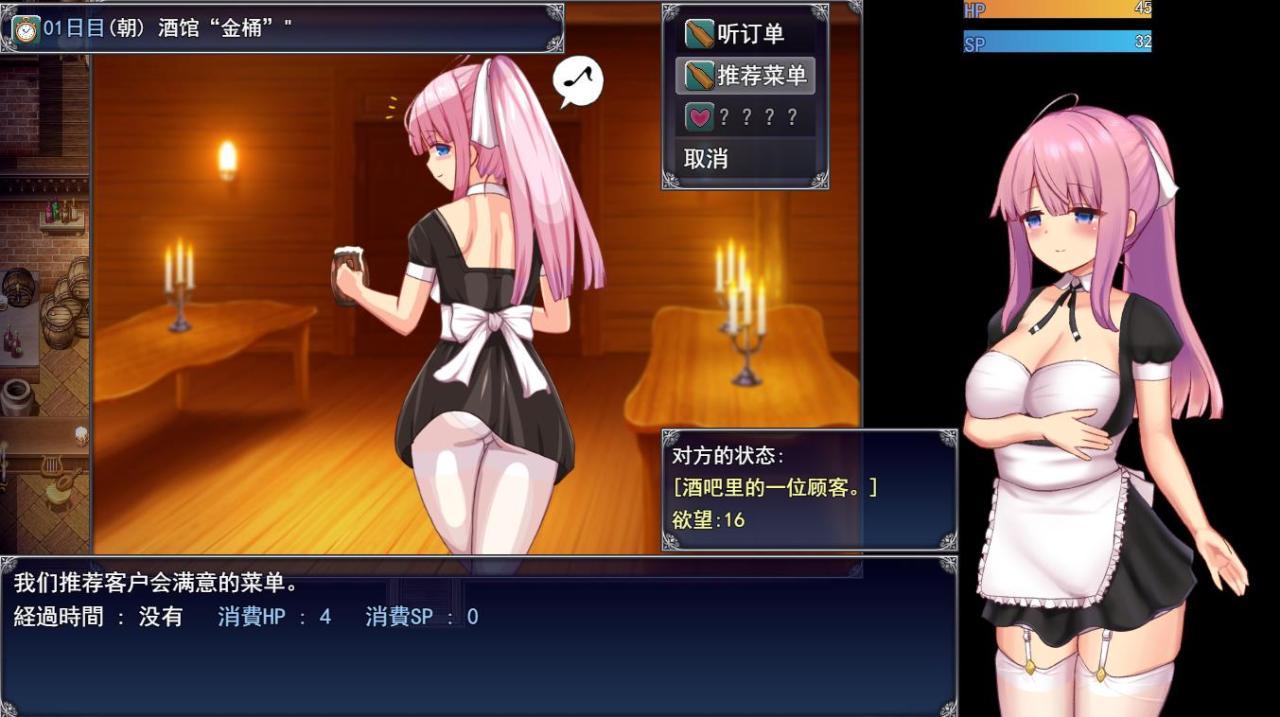 01日目(朝) 酒馆“金桶”"
听订单
推荐菜单
????
取消
HP 45
SP 32
对方的状态:
[酒吧里的一位顾客。]
欲望:16
我们推荐客户会满意的菜单。
経過時間 : 没有 消費HP : 4 消費SP : 0